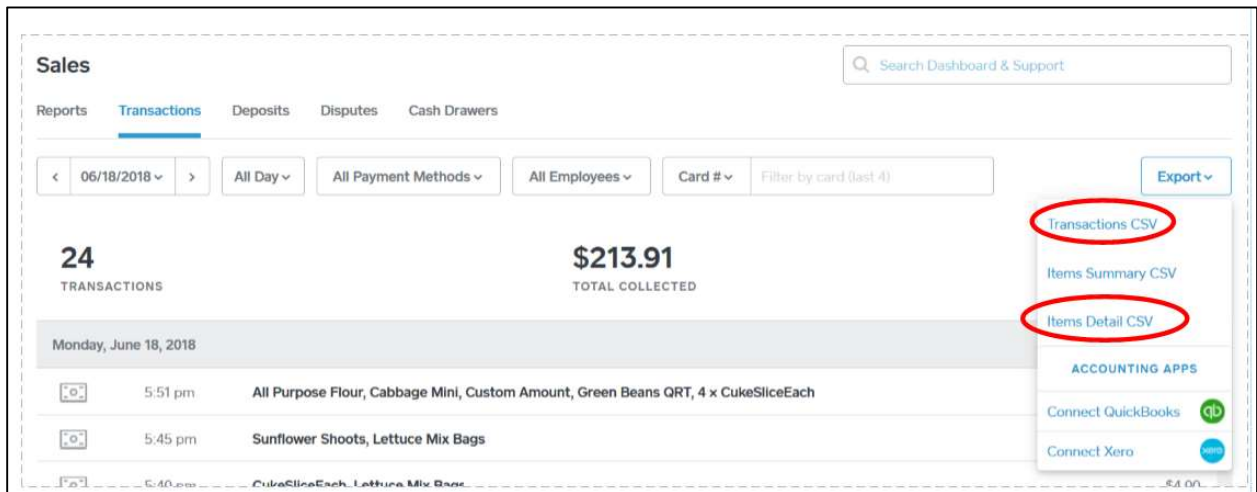 Sales
Search Dashboard & Support
Reports Transactions Deposits Disputes Cash Drawers
< 06/18/2018 > All Day All Payment Methods All Employees Card # Filter by card (last 4) Export
Transactions CSV
24 $213.91
TRANSACTIONS TOTAL COLLECTED
Items Summary CSV
Items Detail CSV
Monday, June 18, 2018
ACCOUNTING APPS
5:51 pm All Purpose Flour, Cabbage Mini, Custom Amount, Green Beans QRT, 4 x CukeSliceEach
Connect QuickBooks qb
5:45 pm Sunflower Shoots, Lettuce Mix Bags
Connect Xero xero
5:40 pm CukeSliceEach, Lettuce Mix Bags $4.00